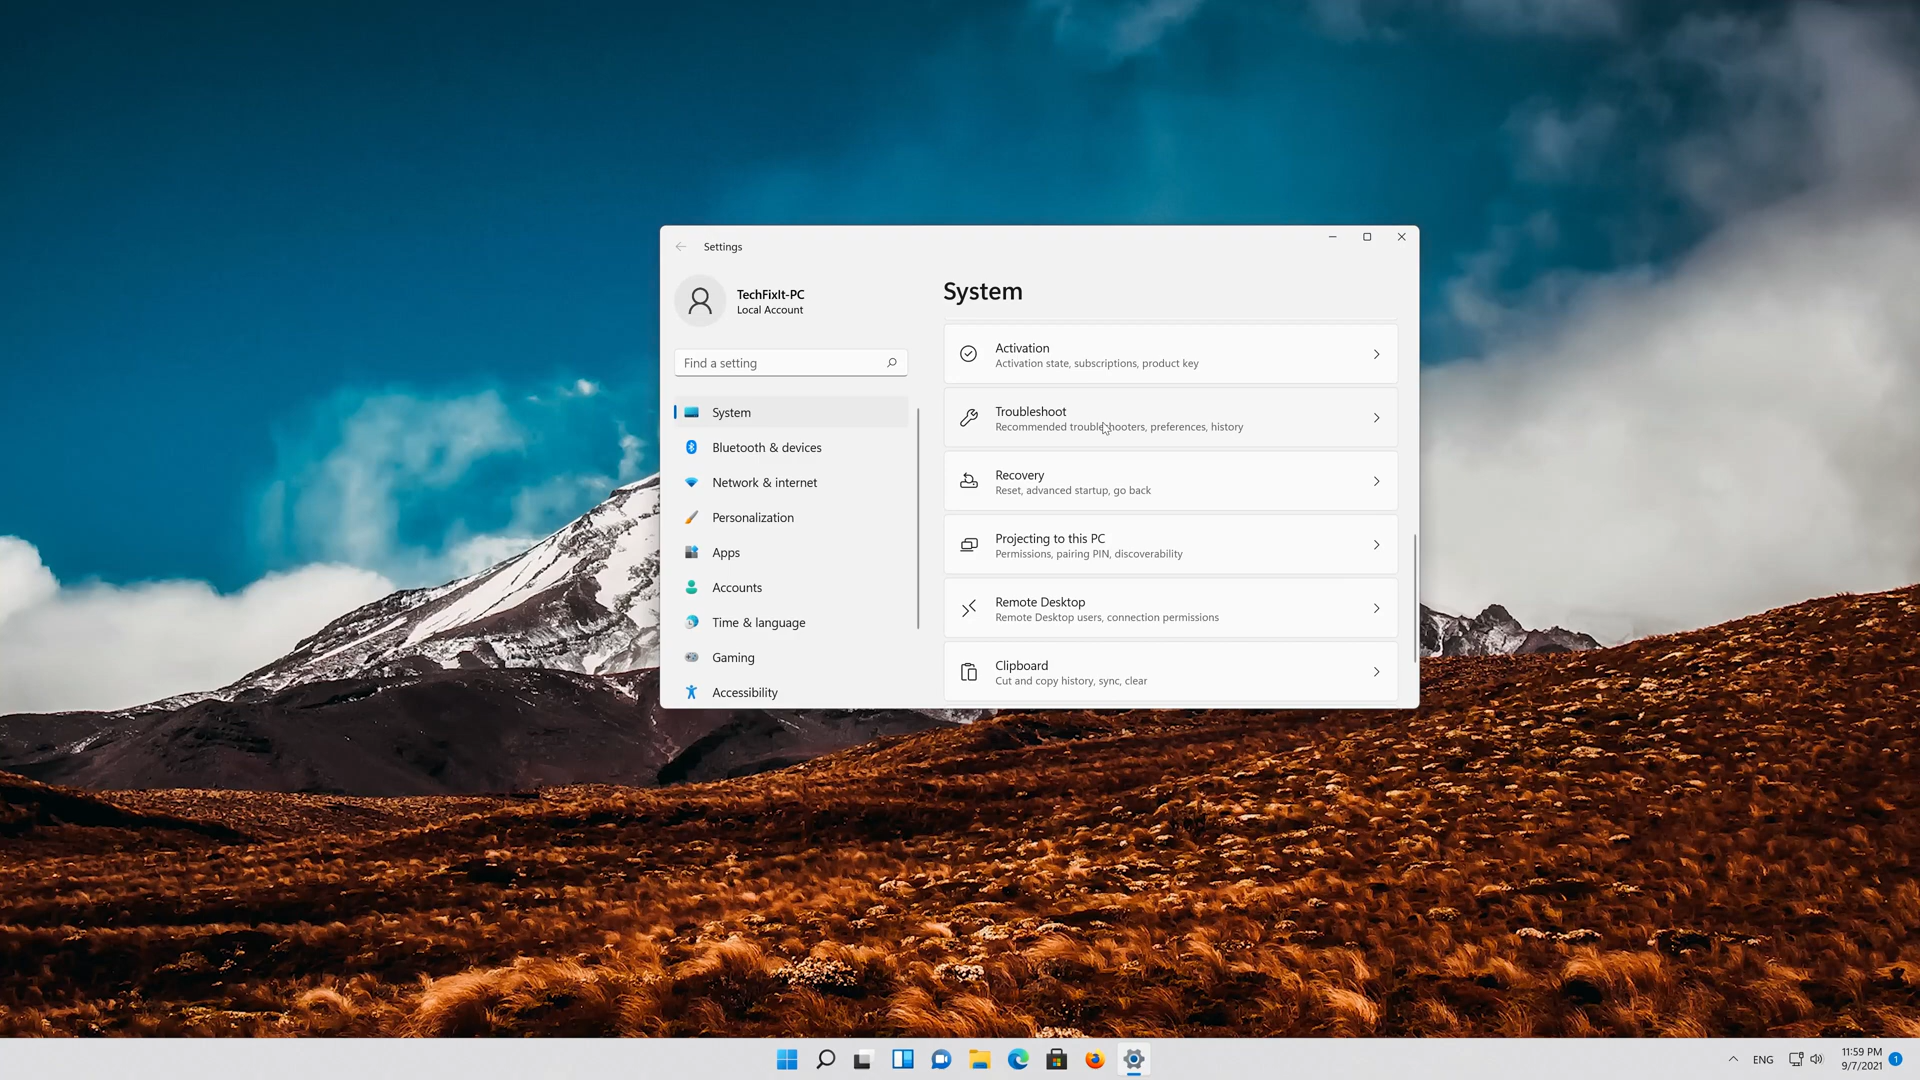 Settings
TechFixIt-PC
Local Account
Find a setting
System
Bluetooth & devices
Network & internet
Personalization
Apps
Accounts
Time & language
Gaming
Accessibility
System
Activation
Activation state, subscriptions, product key
Troubleshoot
Recommended troubleshooters, preferences, history
Recovery
Reset, advanced startup, go back
Projecting to this PC
Permissions, pairing PIN, discoverability
Remote Desktop
Remote Desktop users, connection permissions
Clipboard
Cut and copy history, sync, clear
ENG
11:59 PM
9/7/2021
1